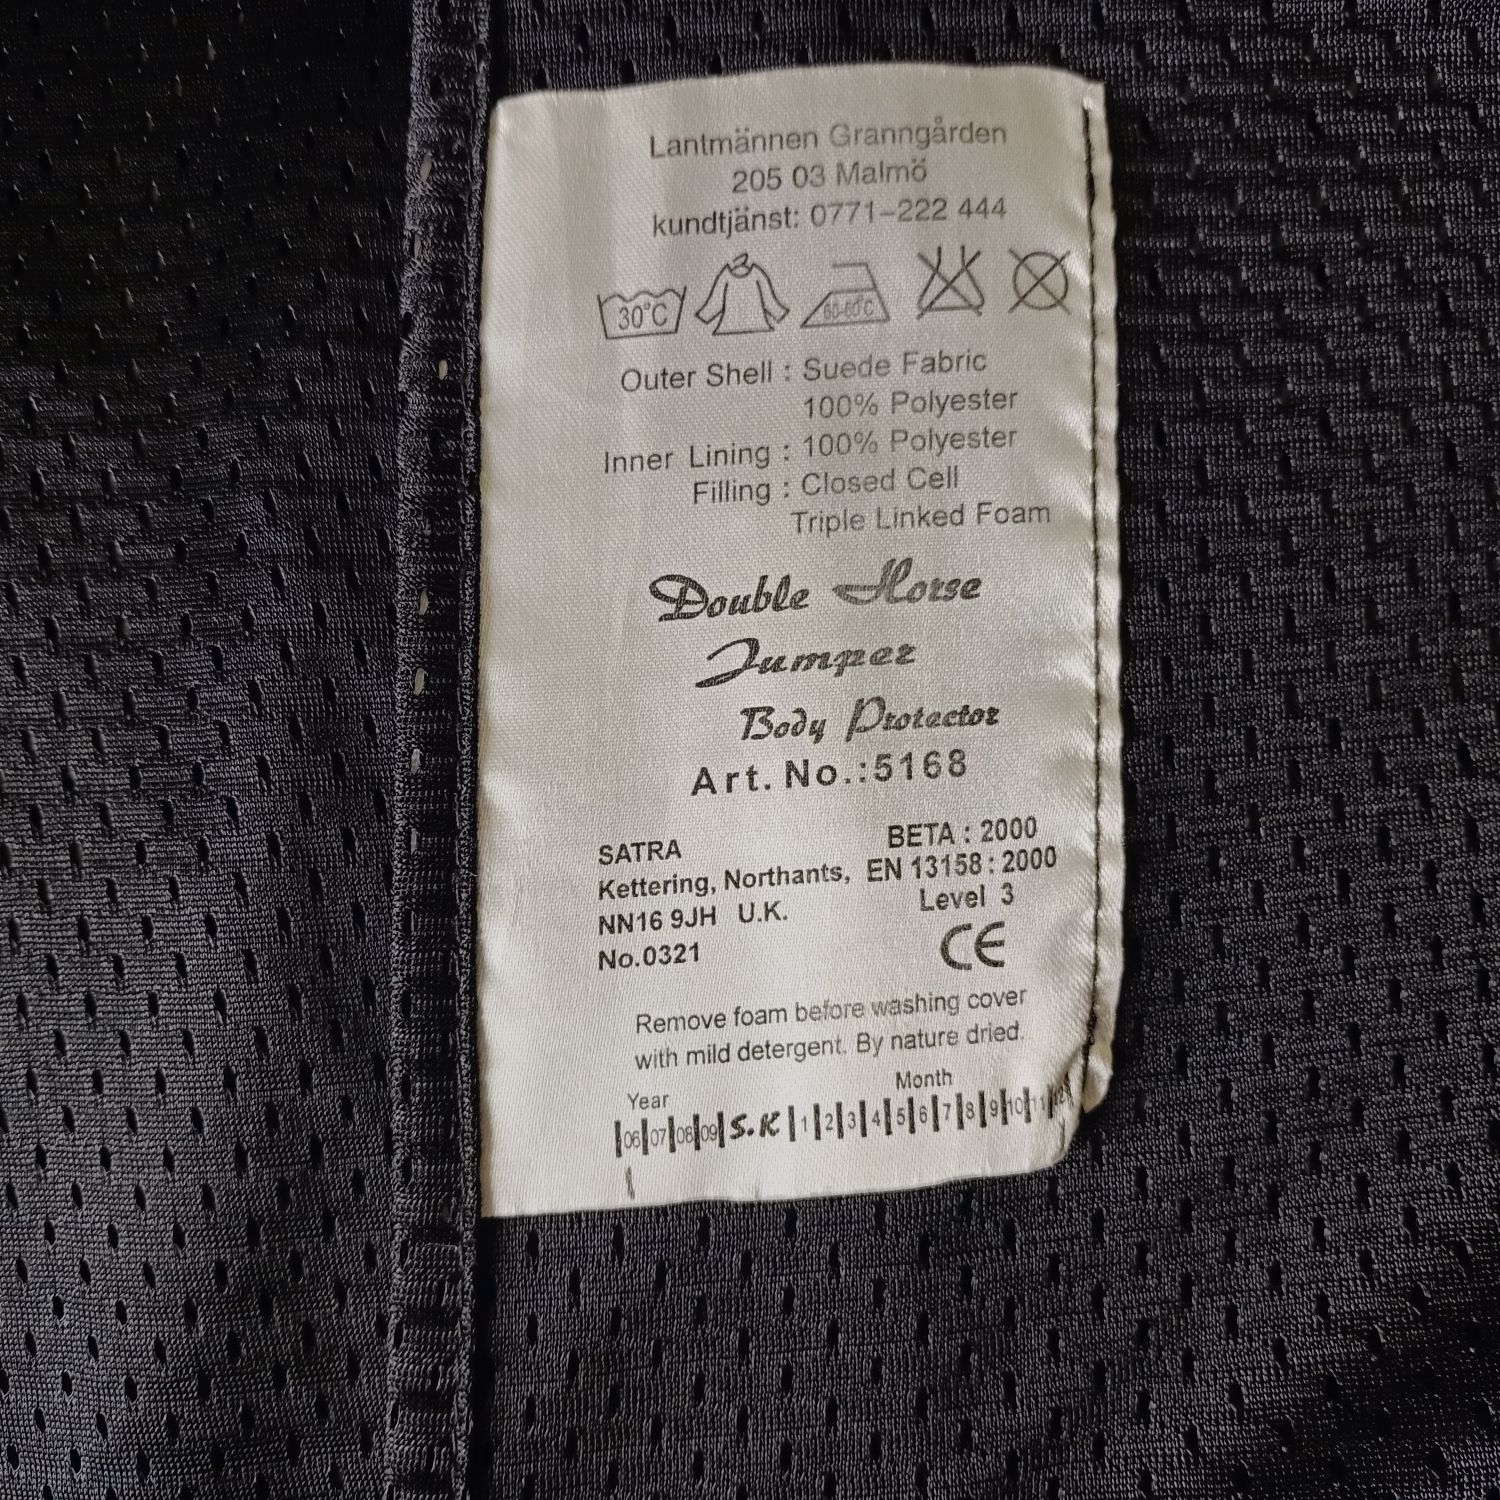 Lantmännen Granngården
205 03 Malmö
kundtjänst: 0771-222 444
30°C
60-80°C
Outer Shell : Suede Fabric
100% Polyester
Inner Lining : 100% Polyester
Filling : Closed Cell
Triple Linked Foam
Double Horse
Jumper
Body Protector
Art. No.:5168
SATRA
Kettering, Northants,
NN16 9JH U.K.
No.0321
BETA : 2000
EN 13158 : 2000
Level 3
CE
Remove foam before washing cover
with mild detergent. By nature dried.
Year Month
|06|07|08|09|S.K|1|2|3|4|5|6|7|8|9|10|11|12|